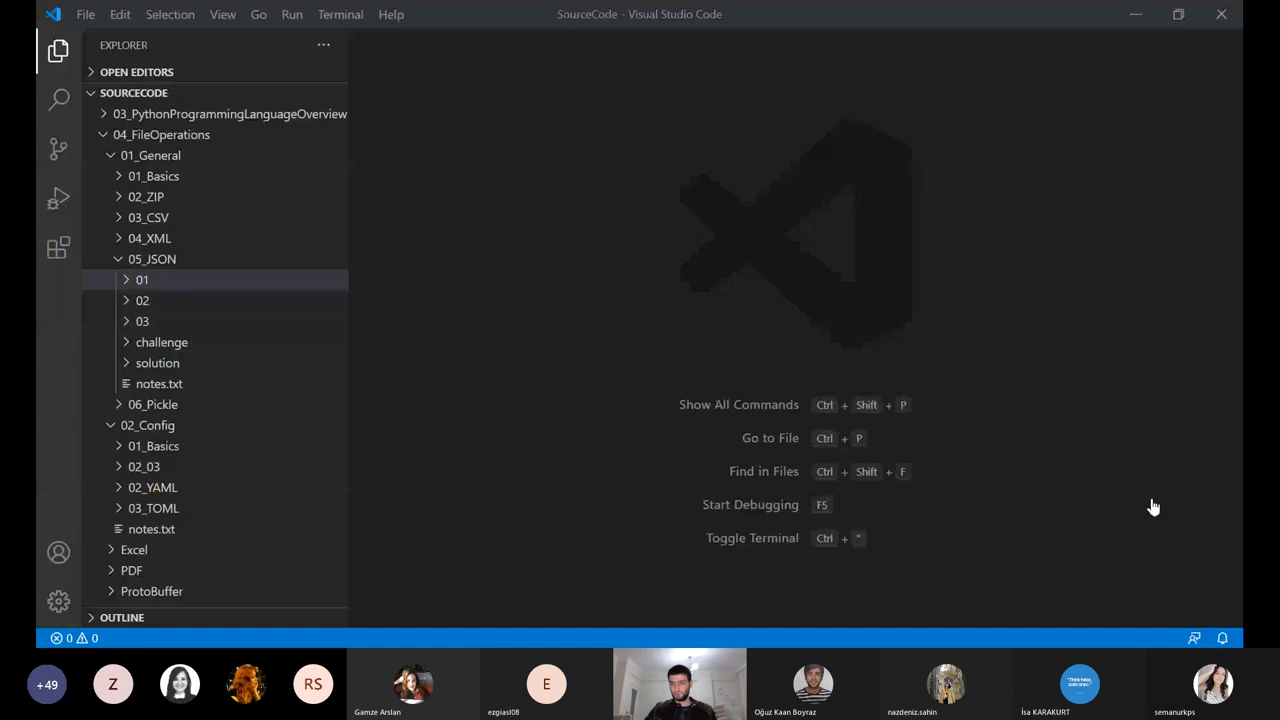 File Edit Selection View Go Run Terminal Help SourceCode - Visual Studio Code
EXPLORER
OPEN EDITORS
SOURCECODE
03_PythonProgrammingLanguageOverview
04_FileOperations
01_General
01_Basics
02_ZIP
03_CSV
04_XML
05_JSON
01
02
03
challenge
solution
notes.txt
06_Pickle
02_Config
01_Basics
02_03
02_YAML
03_TOML
notes.txt
Excel
PDF
ProtoBuffer
OUTLINE
Show All Commands Ctrl + Shift + P
Go to File Ctrl + P
Find in Files Ctrl + Shift + F
Start Debugging F5
Toggle Terminal Ctrl + "
0 0
+49 Z RS E
Gamze Arslan ezgiasl08 Oğuz Kaan Boyraz nazdeniz.sahin İsa KARAKURT semanurkps